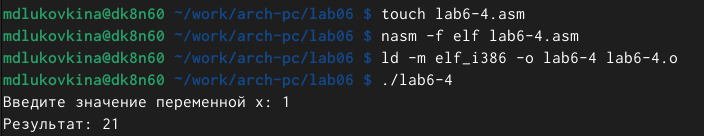 mdlukovkina@dk8n60 ~/work/arch-pc/lab06 $ touch lab6-4.asm
mdlukovkina@dk8n60 ~/work/arch-pc/lab06 $ nasm -f elf lab6-4.asm
mdlukovkina@dk8n60 ~/work/arch-pc/lab06 $ ld -m elf_i386 -o lab6-4 lab6-4.o
mdlukovkina@dk8n60 ~/work/arch-pc/lab06 $ ./lab6-4
Введите значение переменной x: 1
Результат: 21